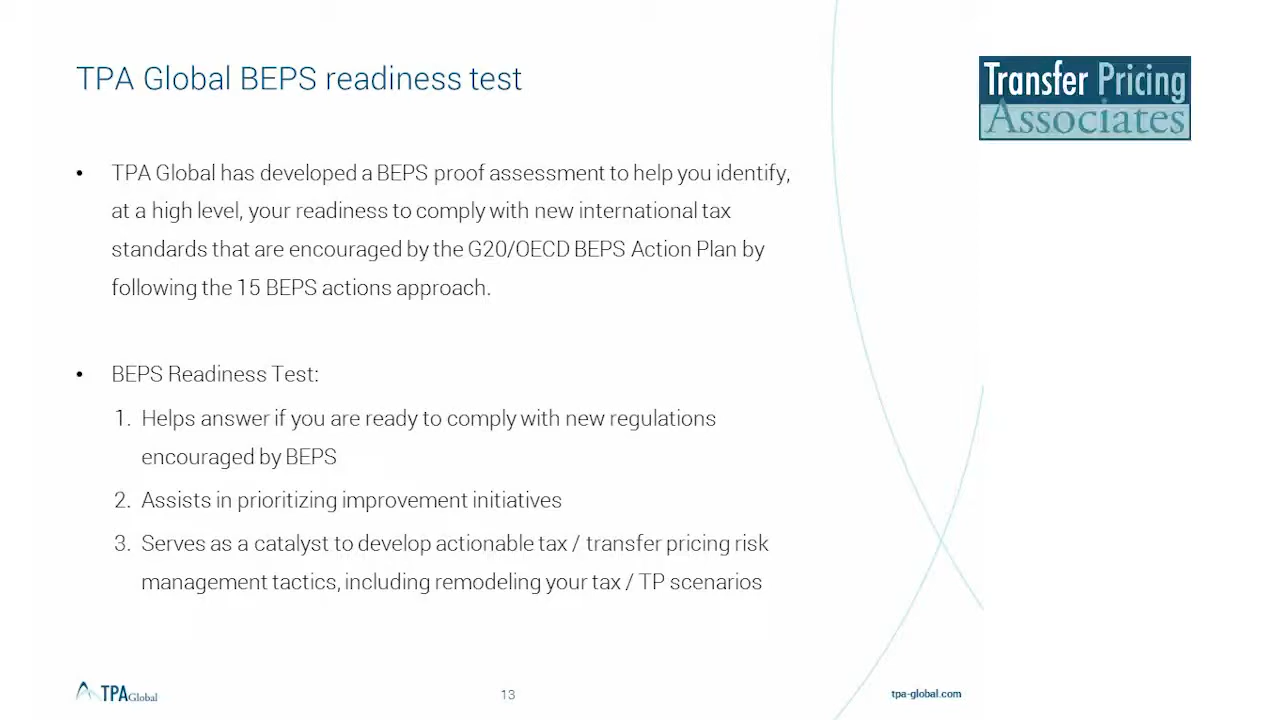 TPA Global BEPS readiness test
Transfer Pricing
Associates
• TPA Global has developed a BEPS proof assessment to help you identify,
at a high level, your readiness to comply with new international tax
standards that are encouraged by the G20/OECD BEPS Action Plan by
following the 15 BEPS actions approach.
• BEPS Readiness Test:
1. Helps answer if you are ready to comply with new regulations
encouraged by BEPS
2. Assists in prioritizing improvement initiatives
3. Serves as a catalyst to develop actionable tax / transfer pricing risk
management tactics, including remodeling your tax / TP scenarios
TPA Global
13
tpa-global.com